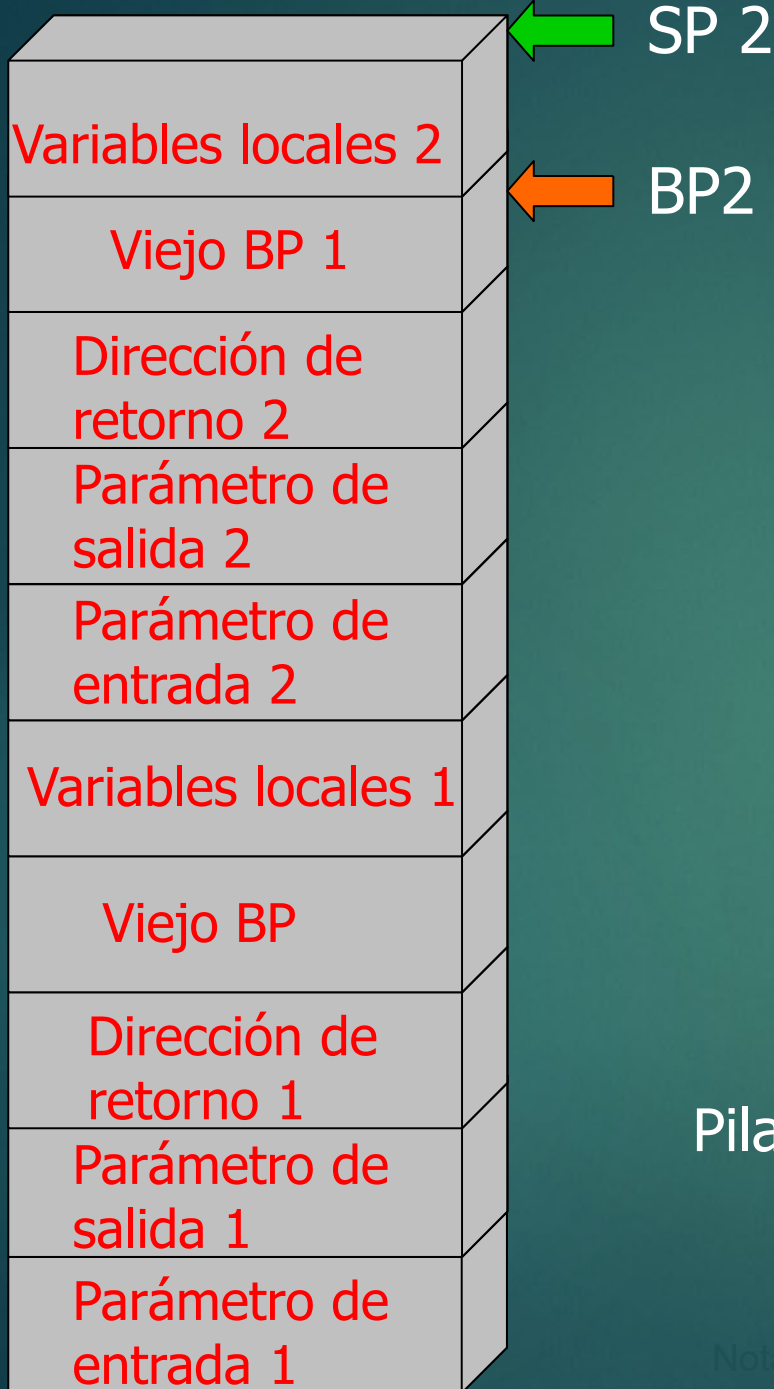 SP 2
Variables locales 2
BP2
Viejo BP 1
Dirección de
retorno 2
Parámetro de
salida 2
Parámetro de
entrada 2
Variables locales 1
Viejo BP
Dirección de
retorno 1
Pila
Parámetro de
salida 1
Parámetro de
entrada 1